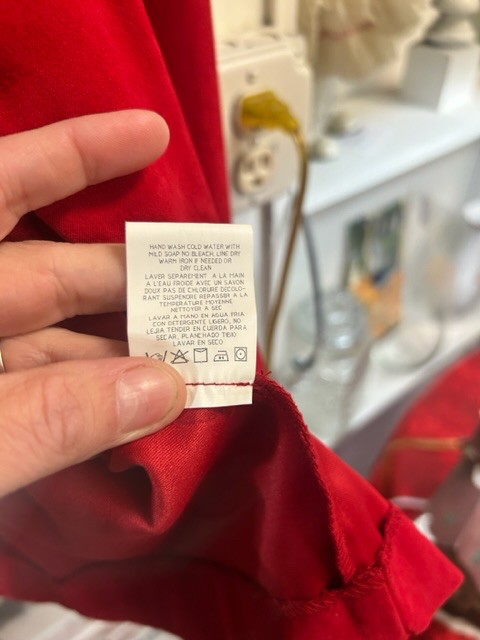 HAND WASH COLD WATER WITH
MILD SOAP NO BLEACH. LINE DRY
WARM IRON IF NEEDED OR
DRY CLEAN
LAVER SEPAREMENT A LA MAIN
A L'EAU FROIDE AVEC UN SAVON
DOUX PAS DE CHLORURE DECOLO-
RANT SUSPENDRE REPASSER A LA
TEMPERATURE MOYENNE
NETTOYER A SEC
LAVAR A MANO EN AGUA FRIA
CON DETERGENTE LIGERO, NO
LEJIA TENDER EN CUERDA PARA
SECAR, PLANCHADO TIBIO
LAVAR EN SECO